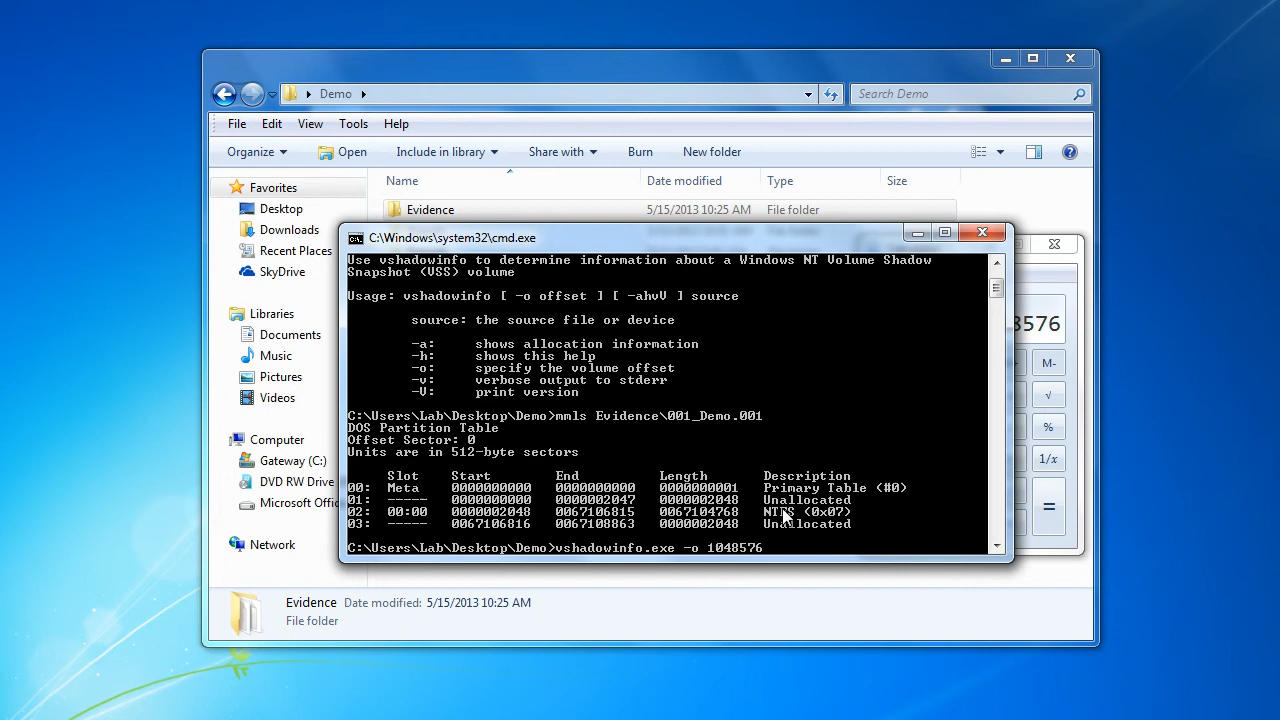 Demo
Search Demo
File Edit View Tools Help
Organize Open Include in library Share with Burn New folder
Name Date modified Type Size
Favorites
Desktop
Downloads
Recent Places
SkyDrive
Libraries
Documents
Music
Pictures
Videos
Computer
Gateway (C:)
DVD RW Drive
Microsoft Offi
Network
Evidence 5/15/2013 10:25 AM File folder
C:\Windows\system32\cmd.exe
Use vshadowinfo to determine information about a Windows NT Volume Shadow
Snapshot (VSS) volume
Usage: vshadowinfo [ -o offset ] [ -ahvV ] source
source: the source file or device
-a: shows allocation information
-h: shows this help
-o: specify the volume offset
-v: verbose output to stderr
-V: print version
C:\Users\Lab\Desktop\Demo>mmls Evidence\001_Demo.001
DOS Partition Table
Offset Sector: 0
Units are in 512-byte sectors
Slot Start End Length Description
00: Meta 0000000000 0000000000 0000000001 Primary Table (#0)
01: ----- 0000000000 0000002047 0000002048 Unallocated
02: 00:00 0000002048 0067106815 0067104768 NTFS (0x07)
03: ----- 0067106816 0067108863 0000002048 Unallocated
C:\Users\Lab\Desktop\Demo>vshadowinfo.exe -o 1048576
8576
M-
√
%
1/x
=
Evidence Date modified: 5/15/2013 10:25 AM
File folder